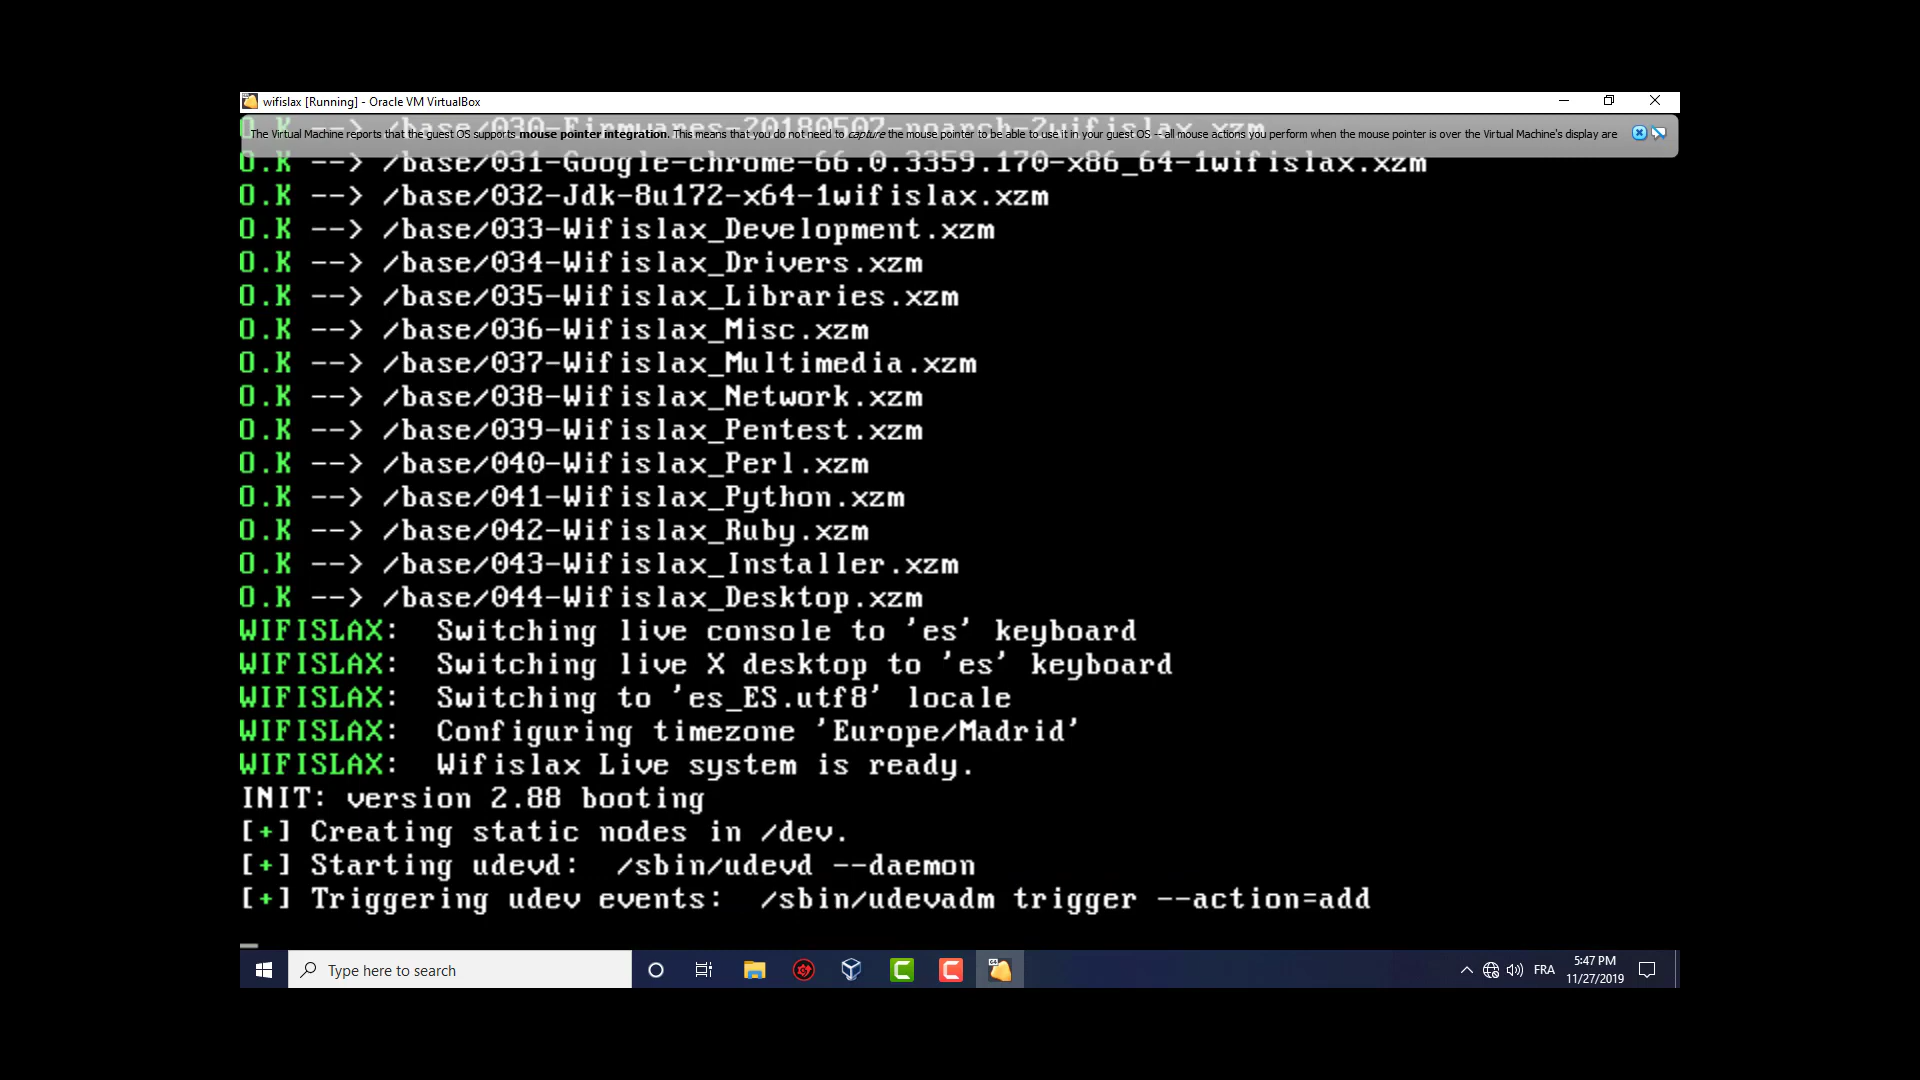 wifislax [Running] - Oracle VM VirtualBox
The Virtual Machine reports that the guest OS supports mouse pointer integration. This means that you do not need to capture the mouse pointer to be able to use it in your guest OS -- all mouse actions you perform when the mouse pointer is over the Virtual Machine's display are
O.K --> /base/030-Firmwares-20180507-noarch-2wifislax.xzm
O.K --> /base/031-Google-chrome-66.0.3359.170-x86_64-1wifislax.xzm
O.K --> /base/032-Jdk-8u172-x64-1wifislax.xzm
O.K --> /base/033-Wifislax_Development.xzm
O.K --> /base/034-Wifislax_Drivers.xzm
O.K --> /base/035-Wifislax_Libraries.xzm
O.K --> /base/036-Wifislax_Misc.xzm
O.K --> /base/037-Wifislax_Multimedia.xzm
O.K --> /base/038-Wifislax_Network.xzm
O.K --> /base/039-Wifislax_Pentest.xzm
O.K --> /base/040-Wifislax_Perl.xzm
O.K --> /base/041-Wifislax_Python.xzm
O.K --> /base/042-Wifislax_Ruby.xzm
O.K --> /base/043-Wifislax_Installer.xzm
O.K --> /base/044-Wifislax_Desktop.xzm
WIFISLAX:  Switching live console to 'es' keyboard
WIFISLAX:  Switching live X desktop to 'es' keyboard
WIFISLAX:  Switching to 'es_ES.utf8' locale
WIFISLAX:  Configuring timezone 'Europe/Madrid'
WIFISLAX:  Wifislax Live system is ready.
INIT: version 2.88 booting
[+] Creating static nodes in /dev.
[+] Starting udevd:  /sbin/udevd --daemon
[+] Triggering udev events:  /sbin/udevadm trigger --action=add
Type here to search
FRA
5:47 PM
11/27/2019